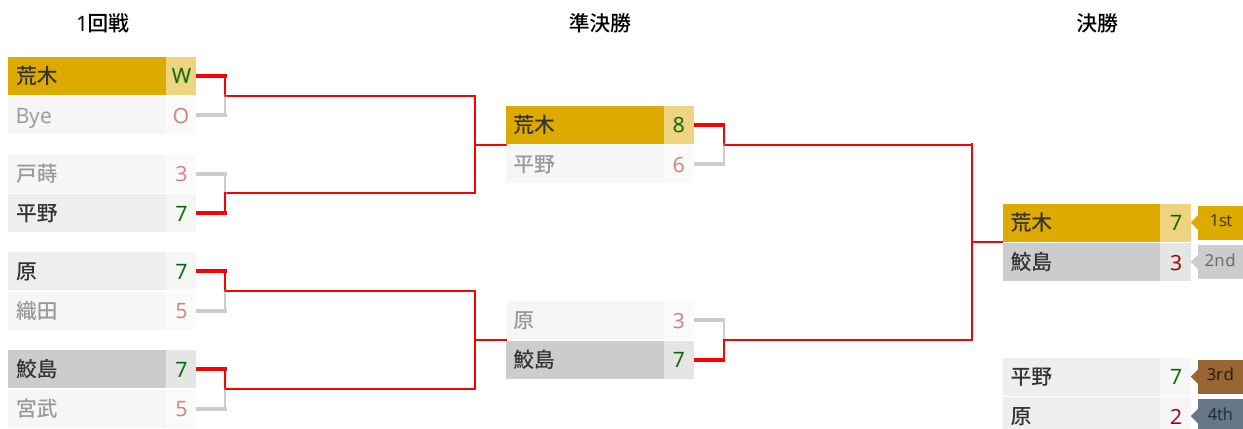 1回戦
準決勝
決勝
荒木 W
Bye O
戸蒔 3
平野 7
原 7
織田 5
鮫島 7
宮武 5
荒木 8
平野 6
原 3
鮫島 7
荒木 7 1st
鮫島 3 2nd
平野 7 3rd
原 2 4th